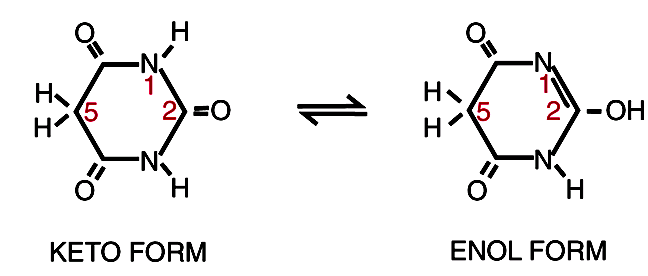 O H O
N N
H 1 H 1
H 5 2 =O H 5 2 OH
N N
O H O H
KETO FORM ENOL FORM